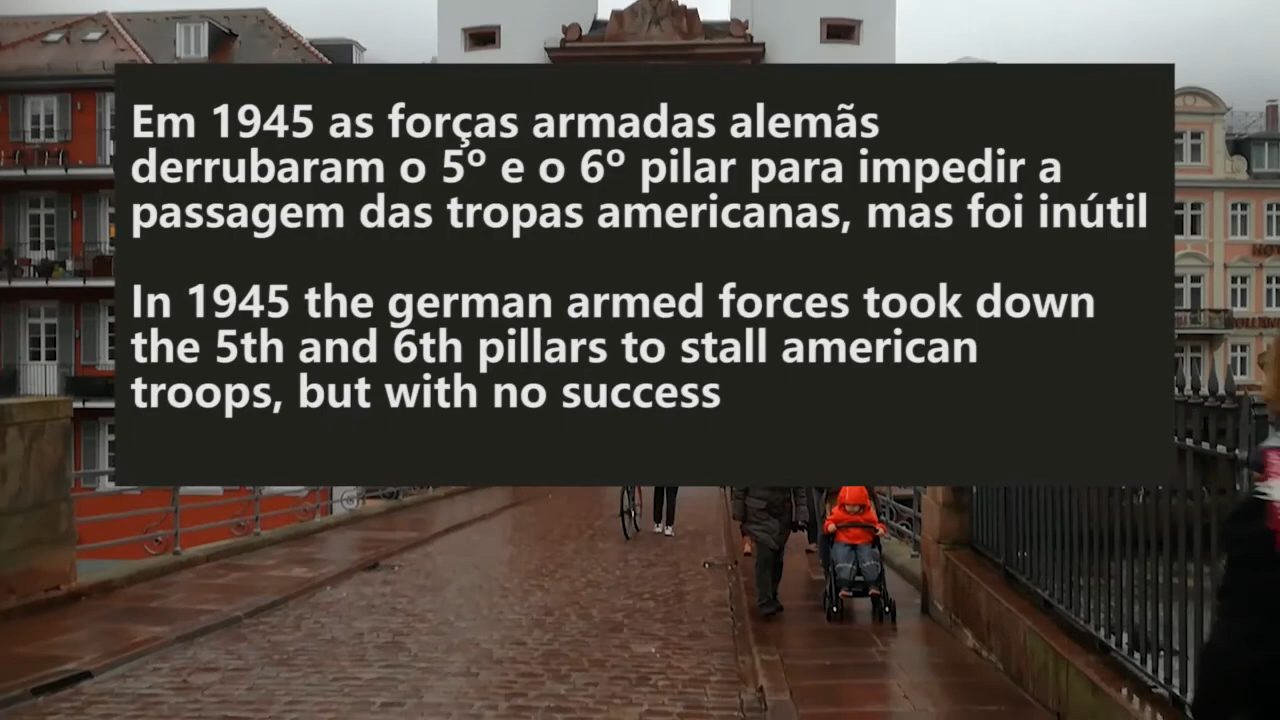 Em 1945 as forças armadas alemãs
derrubaram o 5º e o 6º pilar para impedir a
passagem das tropas americanas, mas foi inútil
In 1945 the german armed forces took down
the 5th and 6th pillars to stall american
troops, but with no success